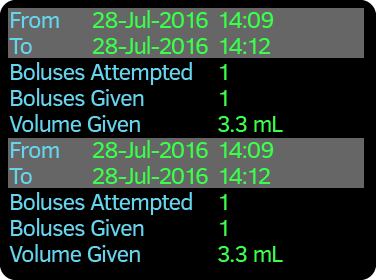 From 28-Jul-2016 14:09
To 28-Jul-2016 14:12
Boluses Attempted 1
Boluses Given 1
Volume Given 3.3 mL
From 28-Jul-2016 14:09
To 28-Jul-2016 14:12
Boluses Attempted 1
Boluses Given 1
Volume Given 3.3 mL